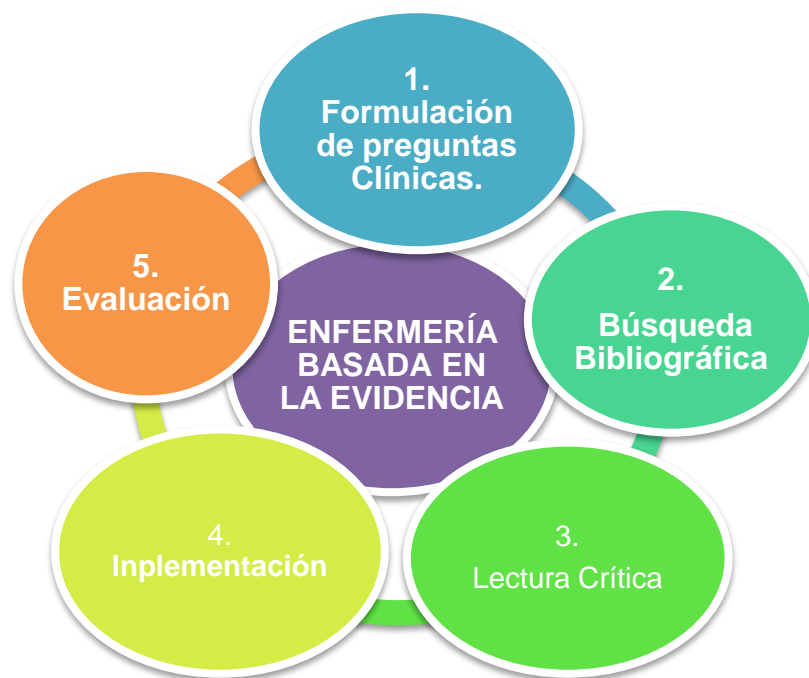 1.
Formulación
de preguntas
Clínicas.
2.
Búsqueda
Bibliográfica
3.
Lectura Crítica
4.
Inplementación
5.
Evaluación
ENFERMERÍA
BASADA EN
LA EVIDENCIA